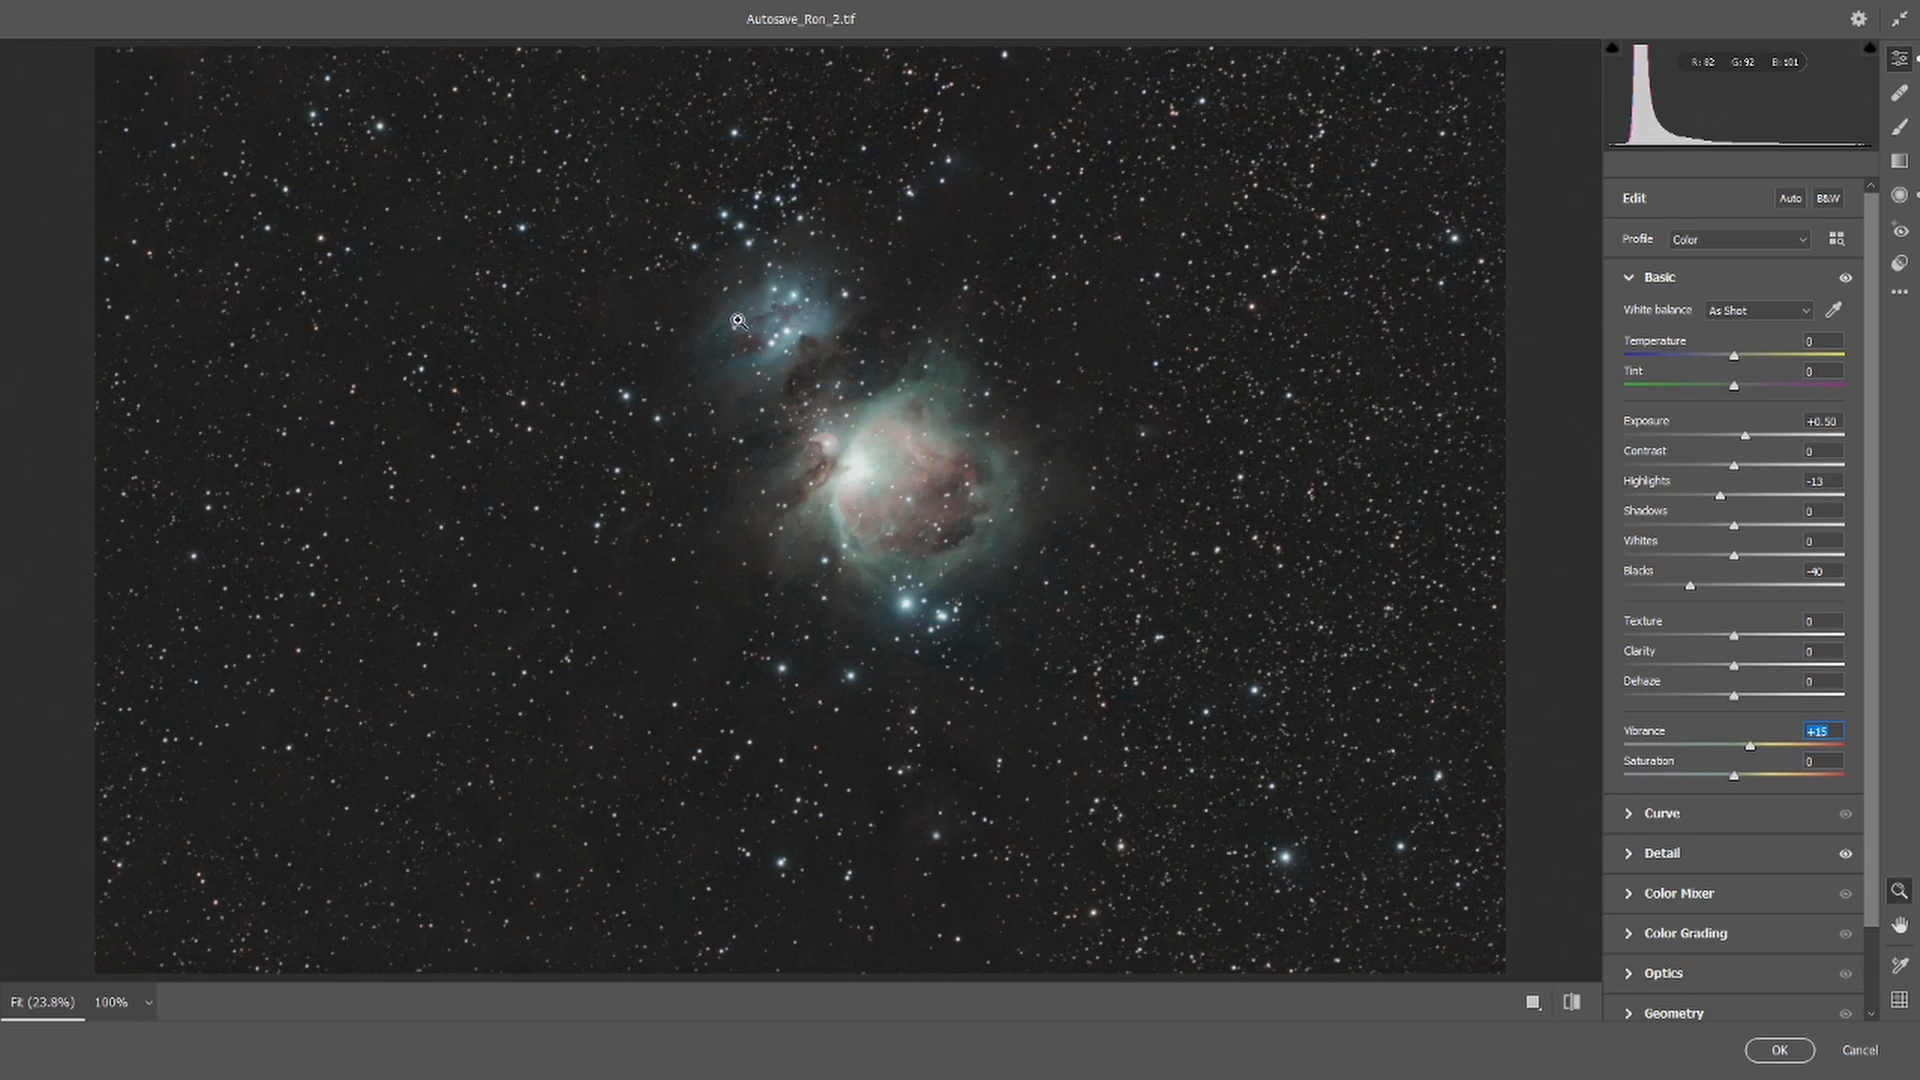 Autosave_Ron_2.tif
R: 82 G: 92 B: 101
Edit Auto B&W
Profile Color
Basic
White balance As Shot
Temperature 0
Tint 0
Exposure +0.50
Contrast 0
Highlights -13
Shadows 0
Whites 0
Blacks -40
Texture 0
Clarity 0
Dehaze 0
Vibrance +15
Saturation 0
Curve
Detail
Color Mixer
Color Grading
Optics
Geometry
Fit (23.8%) 100%
OK Cancel